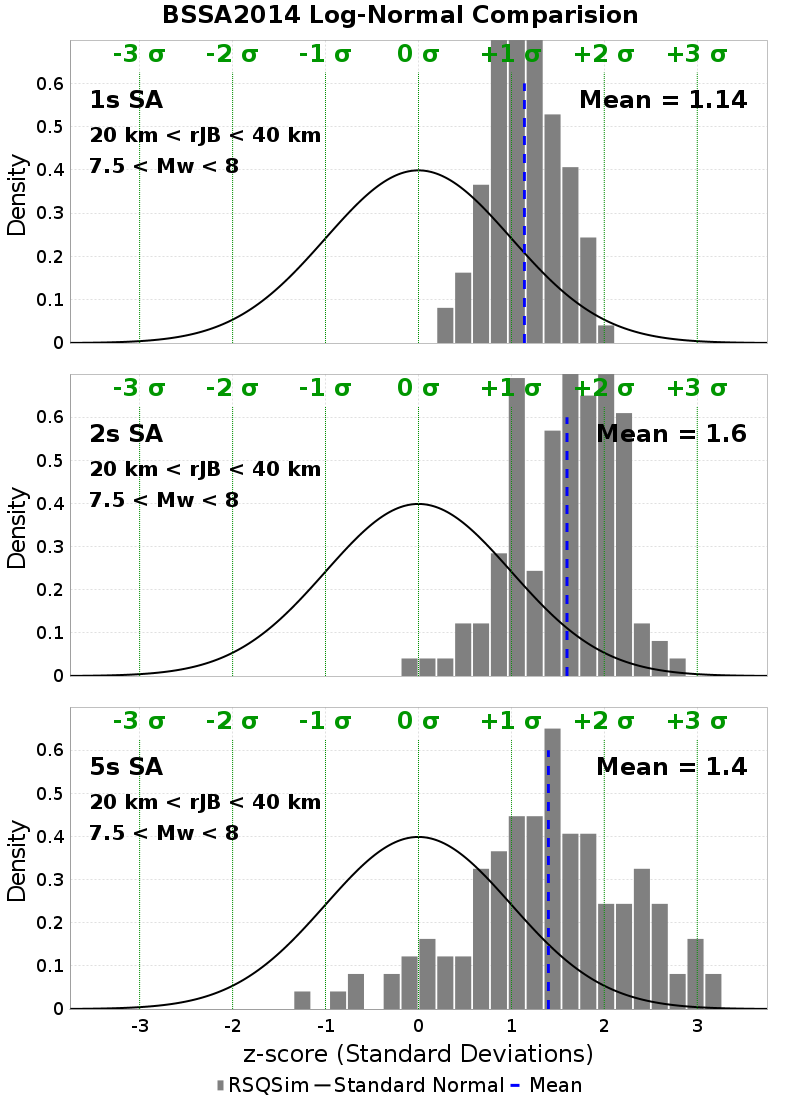 BSSA2014 Log-Normal Comparision
-3 σ -2 σ -1 σ 0 σ +1 σ +2 σ +3 σ
1s SA Mean = 1.14
20 km < rJB < 40 km
7.5 < Mw < 8
Density
0.6
0.5
0.4
0.3
0.2
0.1
0
-3 σ -2 σ -1 σ 0 σ +1 σ +2 σ +3 σ
2s SA Mean = 1.6
20 km < rJB < 40 km
7.5 < Mw < 8
Density
0.6
0.5
0.4
0.3
0.2
0.1
0
-3 σ -2 σ -1 σ 0 σ +1 σ +2 σ +3 σ
5s SA Mean = 1.4
20 km < rJB < 40 km
7.5 < Mw < 8
Density
0.6
0.5
0.4
0.3
0.2
0.1
0
-3 -2 -1 0 1 2 3
z-score (Standard Deviations)
RSQSim Standard Normal Mean